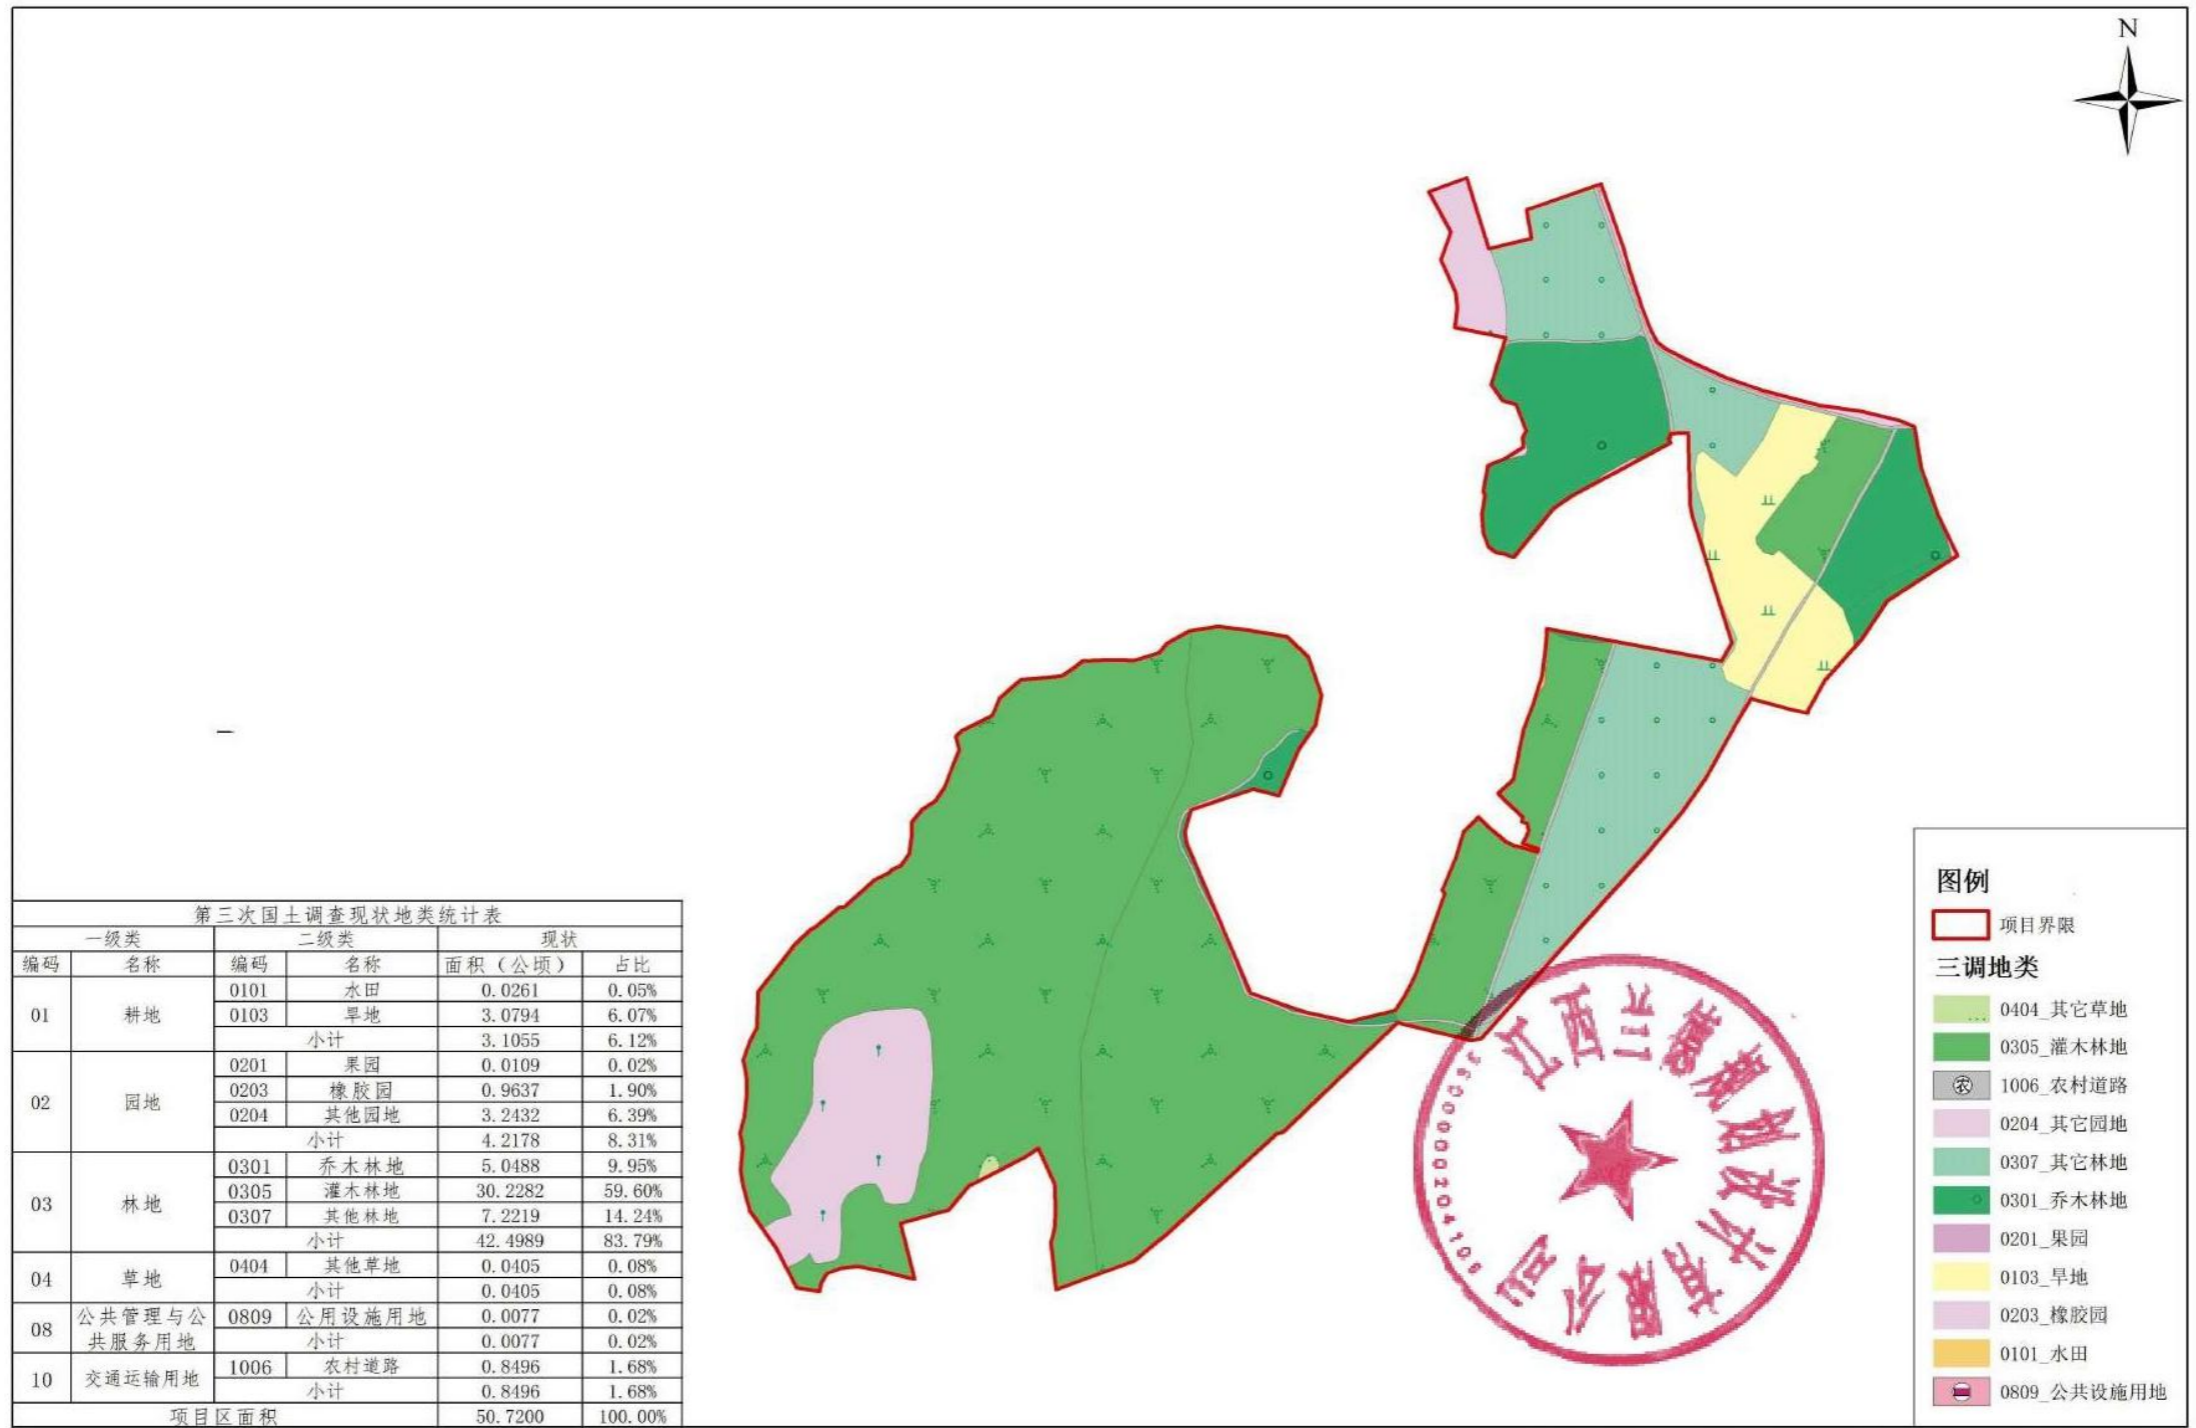 N
第三次国土调查现状地类统计表
一级类 二级类 现状
编码 名称 编码 名称 面积（公顷） 占比
01 耕地 0101 水田 0.0261 0.05%
0103 旱地 3.0794 6.07%
小计 3.1055 6.12%
02 园地 0201 果园 0.0109 0.02%
0203 橡胶园 0.9637 1.90%
0204 其他园地 3.2432 6.39%
小计 4.2178 8.31%
03 林地 0301 乔木林地 5.0488 9.95%
0305 灌木林地 30.2282 59.60%
0307 其他林地 7.2219 14.24%
小计 42.4989 83.79%
04 草地 0404 其他草地 0.0405 0.08%
小计 0.0405 0.08%
08 公共管理与公共服务用地 0809 公用设施用地 0.0077 0.02%
小计 0.0077 0.02%
10 交通运输用地 1006 农村道路 0.8496 1.68%
小计 0.8496 1.68%
项目区面积 50.7200 100.00%
图例
项目界限
三调地类
0404_其它草地
0305_灌木林地
农 1006_农村道路
0204_其它园地
0307_其它林地
0301_乔木林地
0201_果园
0103_旱地
0203_橡胶园
0101_水田
0809_公共设施用地
江西
有限公司